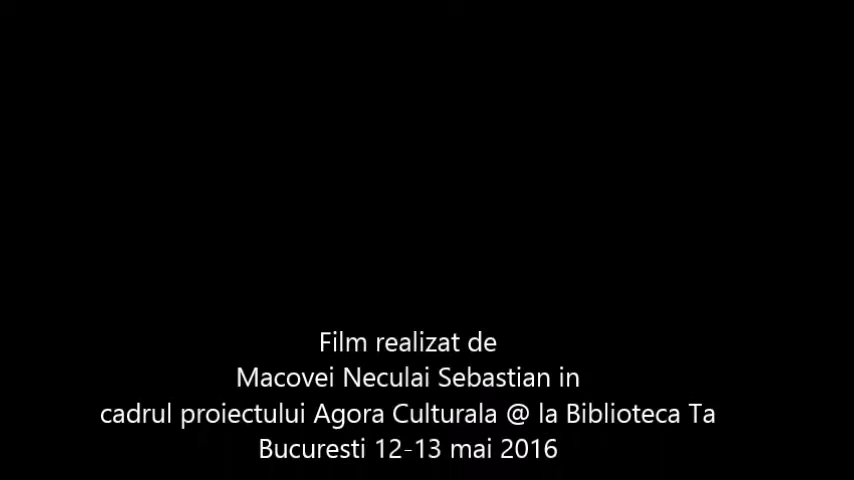 Film realizat de
Macovei Neculai Sebastian in
cadrul proiectului Agora Culturala @ la Biblioteca Ta
Bucuresti 12-13 mai 2016